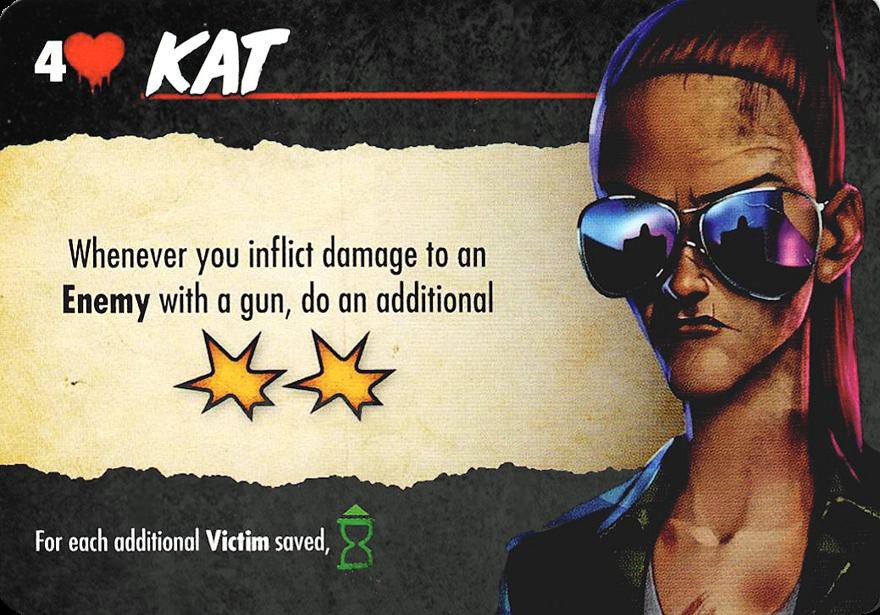 4 KAT
Whenever you inflict damage to an
Enemy with a gun, do an additional
For each additional Victim saved,